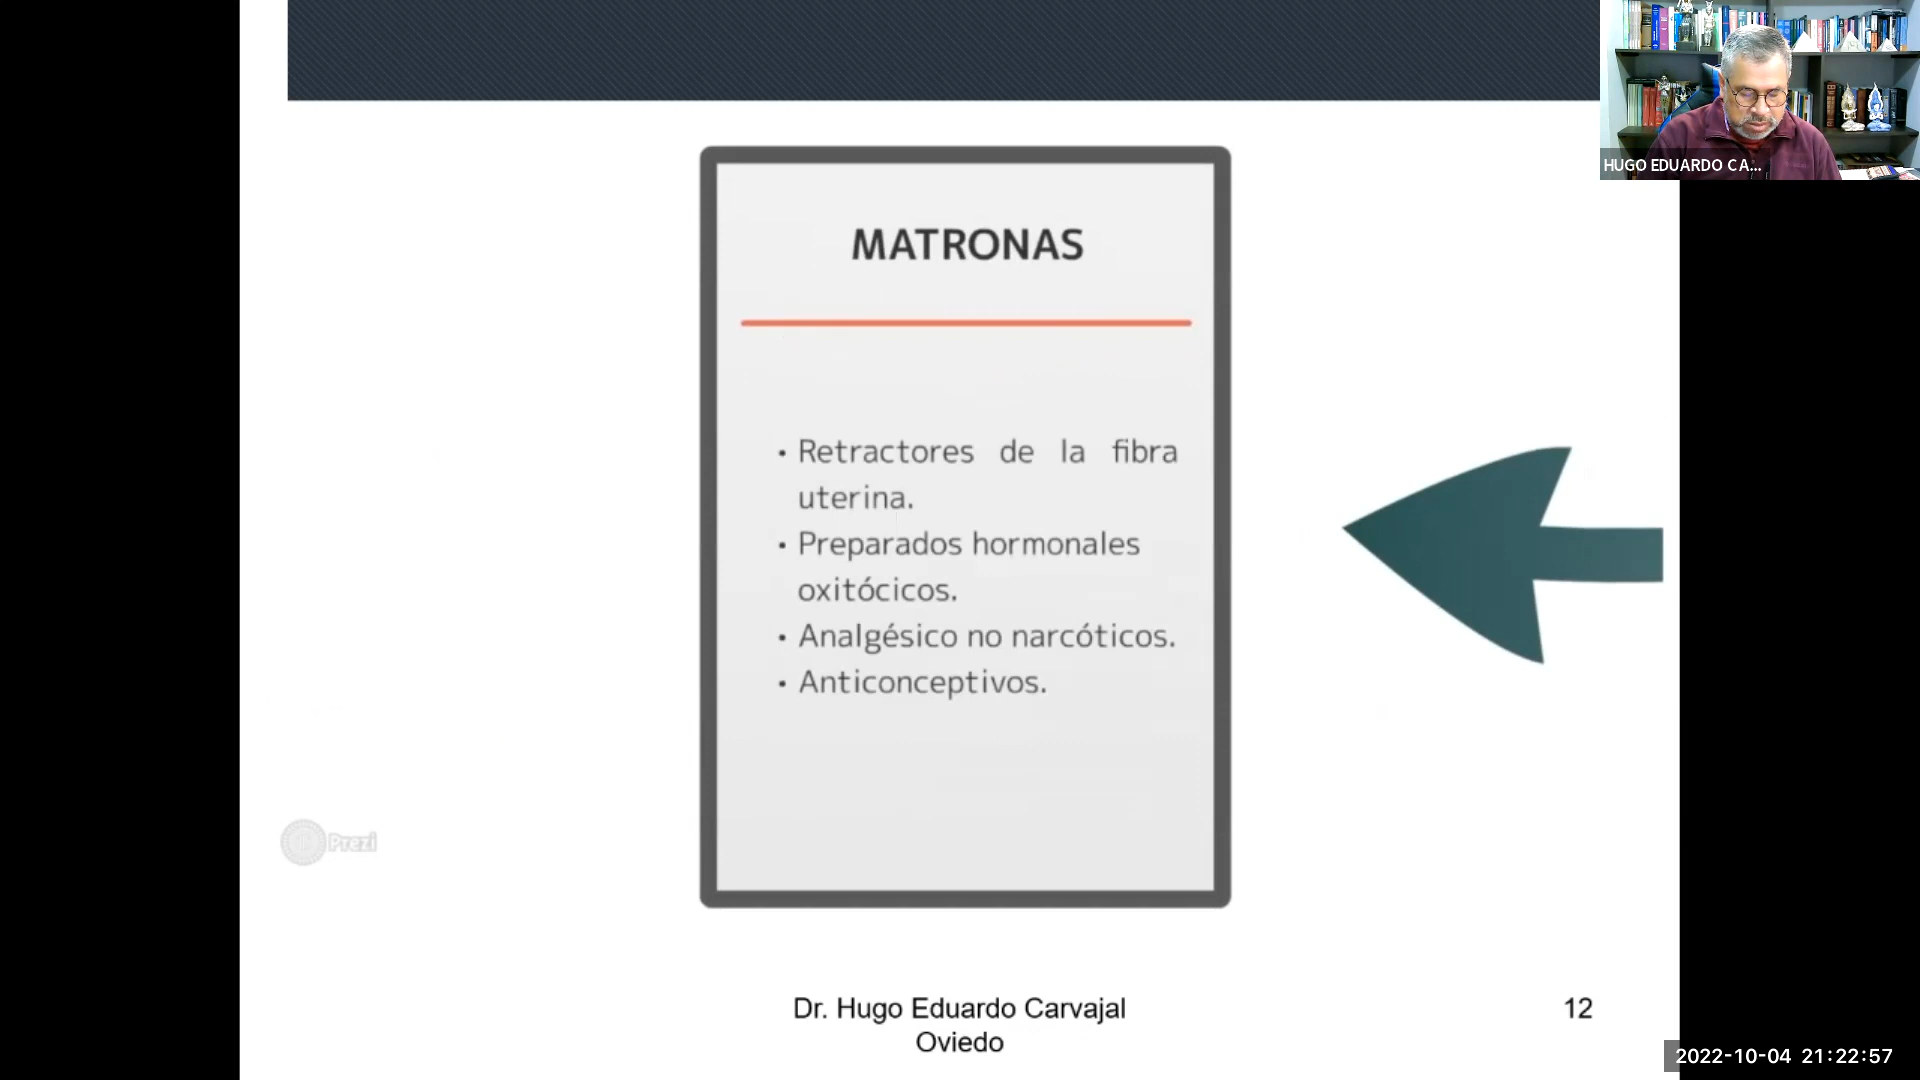 HUGO EDUARDO CA...
MATRONAS
• Retractores de la fibra
uterina.
• Preparados hormonales
oxitócicos.
• Analgésico no narcóticos.
• Anticonceptivos.
Prezi
Dr. Hugo Eduardo Carvajal
Oviedo
12
2022-10-04 21:22:57